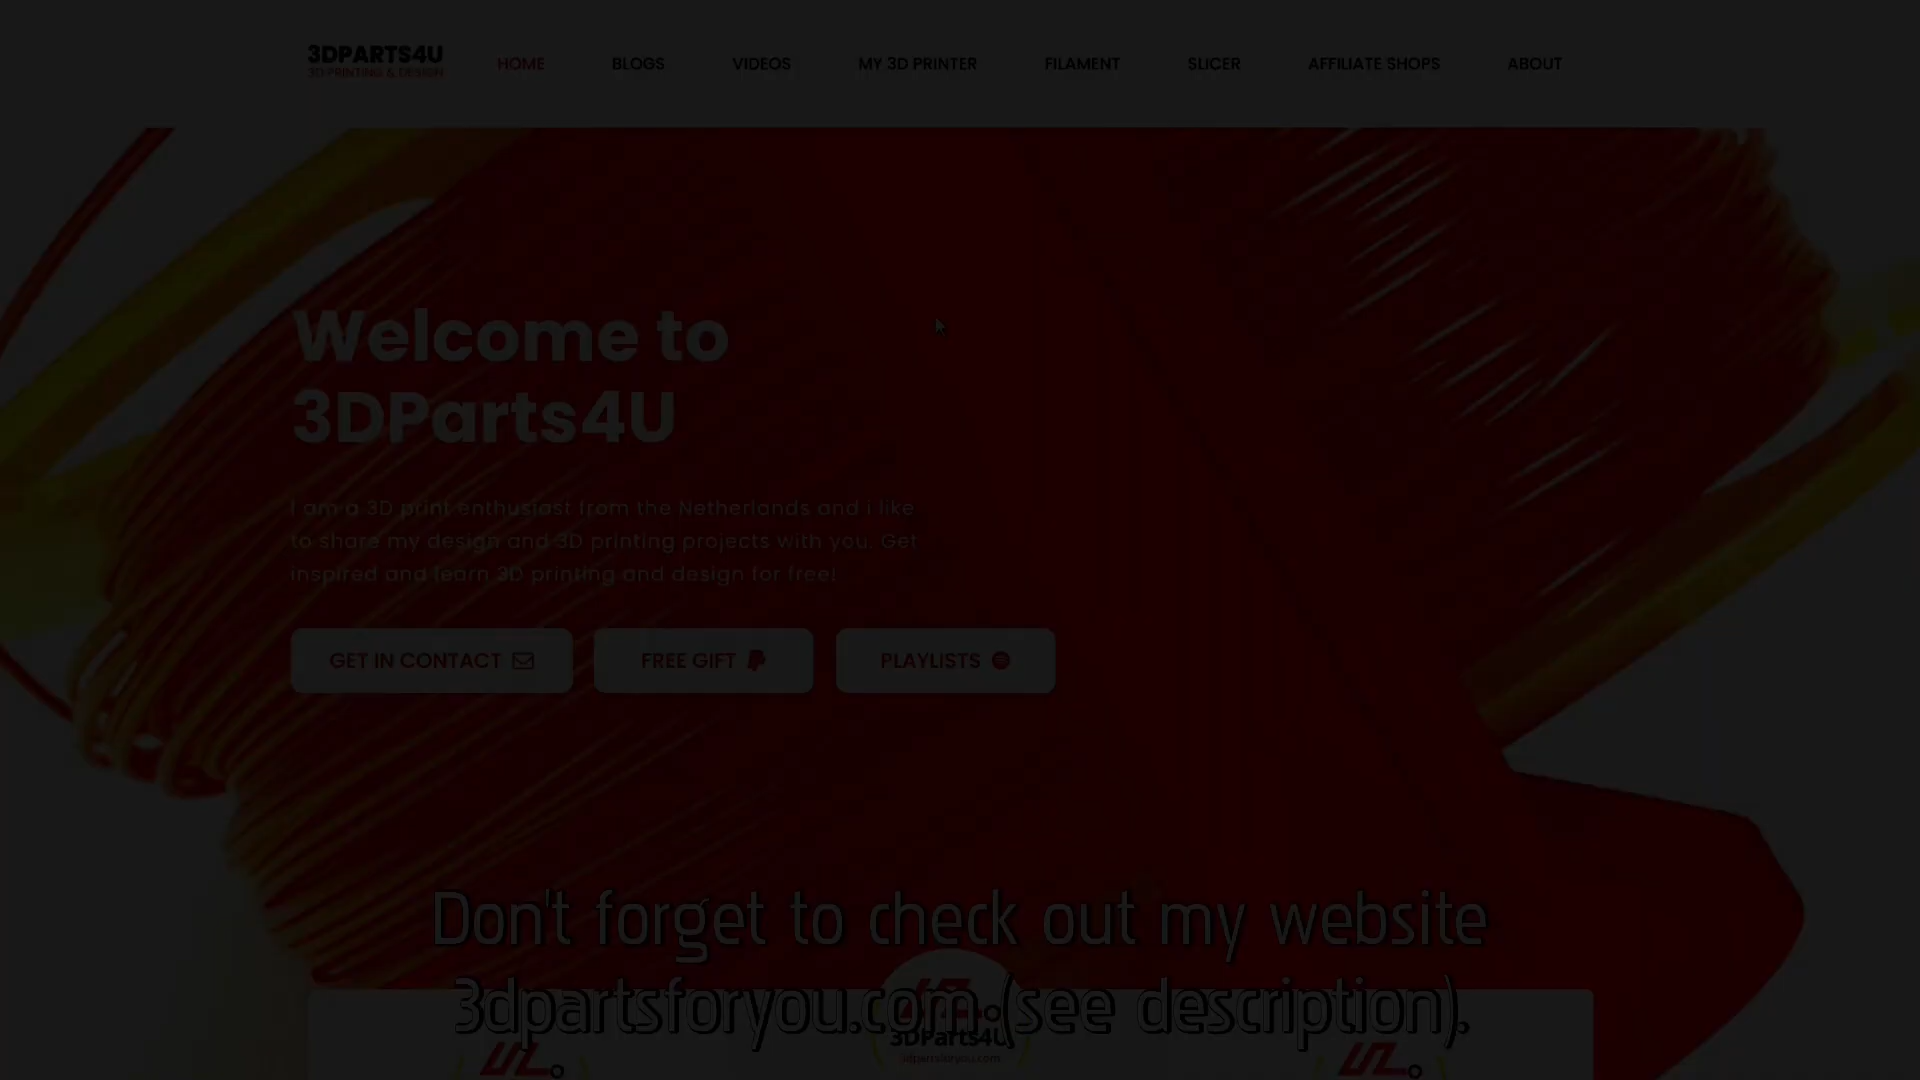 3DPARTS4U
3D PRINTING & DESIGN
HOME
BLOGS
VIDEOS
MY 3D PRINTER
FILAMENT
SLICER
AFFILIATE SHOPS
ABOUT
Welcome to
3DParts4U
I am a 3D print enthusiast from the Netherlands and i like
to share my design and 3D printing projects with you. Get
inspired and learn 3D printing and design for free!
GET IN CONTACT
FREE GIFT
PLAYLISTS
Don't forget to check out my website
3dpartsforyou.com (see description).
3DParts4U
3dpartsforyou.com